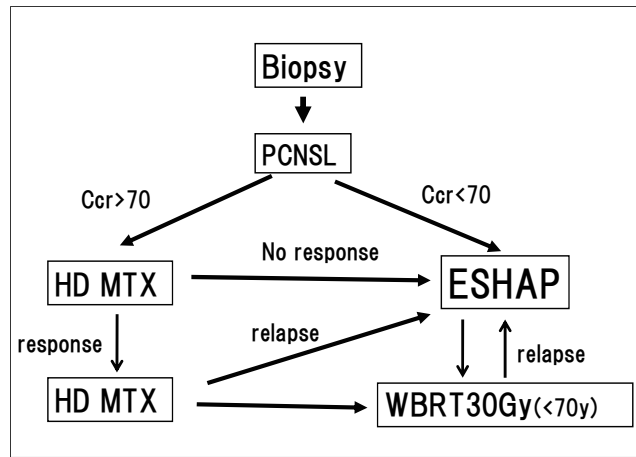 Biopsy
PCNSL
Ccr>70
Ccr<70
No response
HD MTX
ESHAP
response
relapse
relapse
HD MTX
WBRT30Gy(<70y)